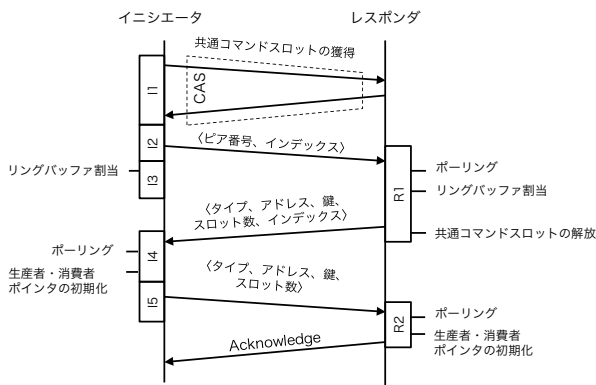 イニシエータ
レスポンダ
共通コマンドスロットの獲得
CAS
I1
〈ピア番号、インデックス〉
I2
ポーリング
リングバッファ割当
I3
R1
リングバッファ割当
〈タイプ、アドレス、鍵、
スロット数、インデックス〉
共通コマンドスロットの解放
ポーリング
I4
生産者・消費者
ポインタの初期化
〈タイプ、アドレス、鍵、
スロット数〉
I5
ポーリング
R2
生産者・消費者
ポインタの初期化
Acknowledge